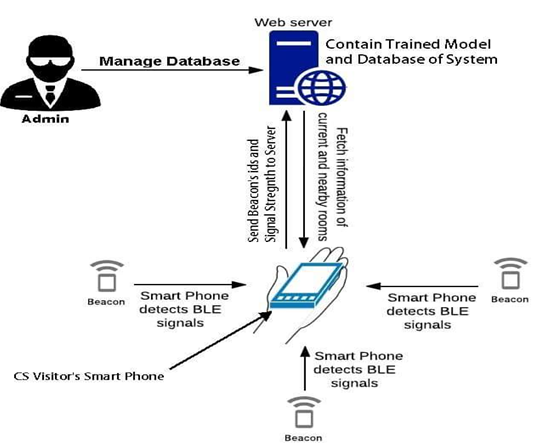 Web server
Contain Trained Model
and Database of System
Manage Database
Admin
Send Beacon's ids and
Signal Stregnth to Server
Fetch information of
current and nearby rooms
Beacon
Smart Phone
detects BLE
signals
Smart Phone
detects BLE
signals
Beacon
CS Visitor's Smart Phone
Smart Phone
detects BLE
signals
Beacon